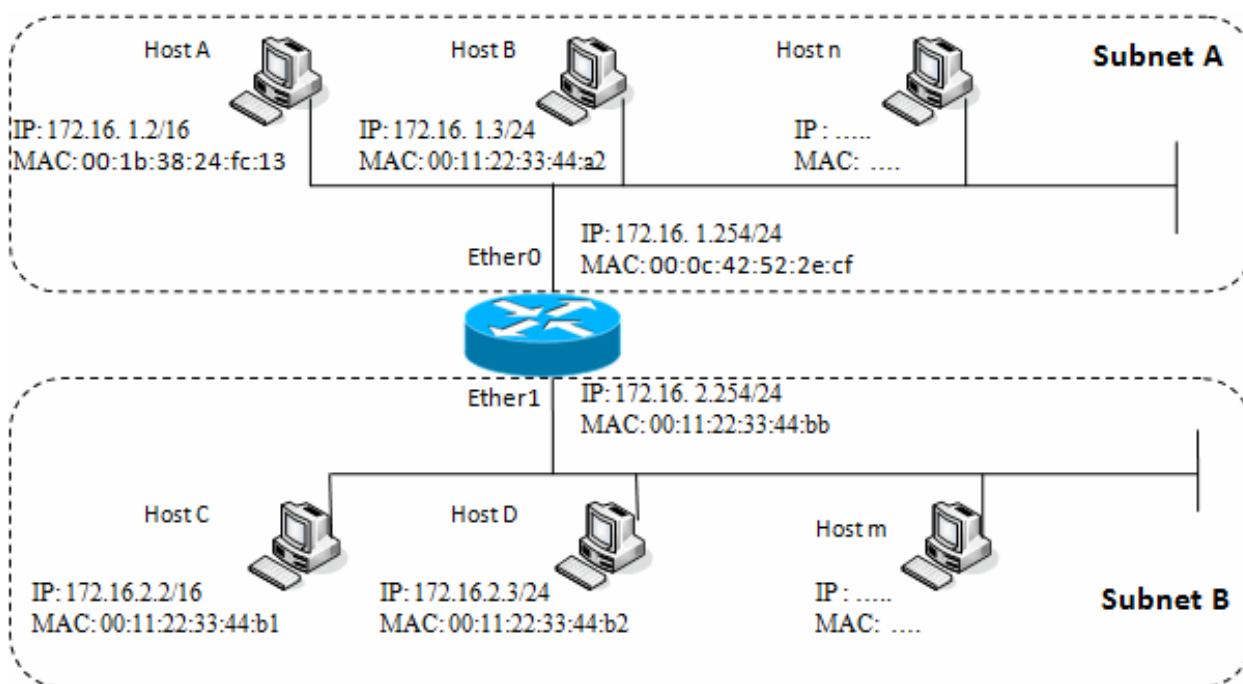 Host A
Host B
Host n
Subnet A
IP: 172.16. 1.2/16
MAC: 00:1b:38:24:fc:13
IP: 172.16. 1.3/24
MAC: 00:11:22:33:44:a2
IP : .....
MAC: ....
Ether0
IP: 172.16. 1.254/24
MAC: 00:0c:42:52:2e:cf
Ether1
IP: 172.16. 2.254/24
MAC: 00:11:22:33:44:bb
Host C
Host D
Host m
IP: 172.16.2.2/16
MAC: 00:11:22:33:44:b1
IP: 172.16.2.3/24
MAC: 00:11:22:33:44:b2
IP : .....
MAC: ....
Subnet B